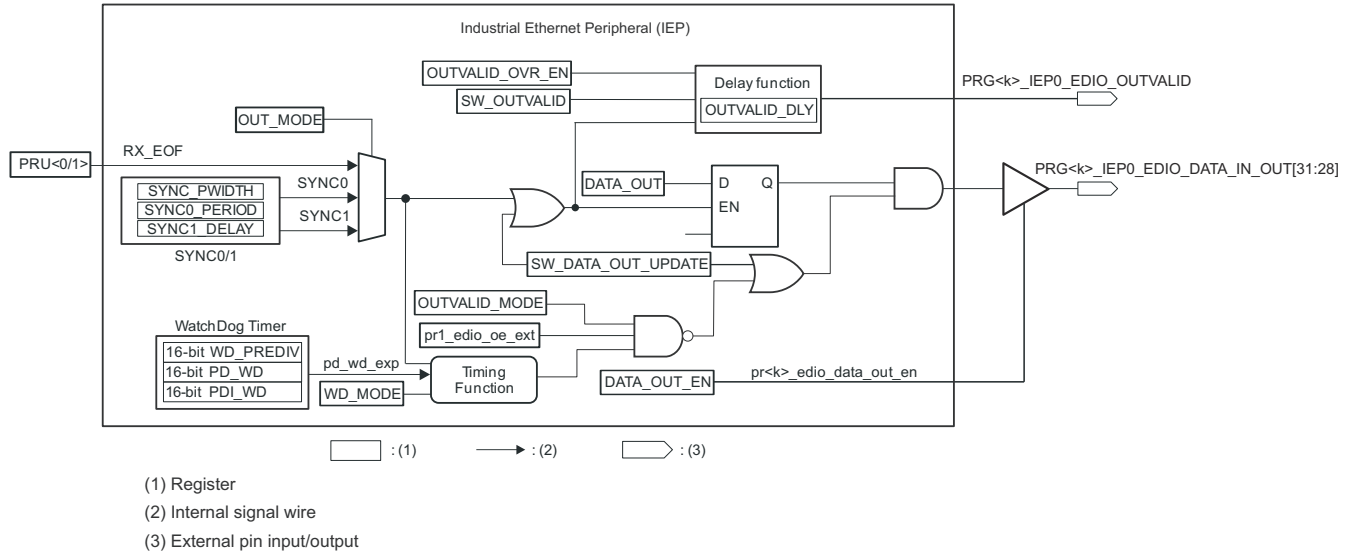 Industrial Ethernet Peripheral (IEP)
OUTVALID_OVR_EN
Delay function
PRG<k>_IEP0_EDIO_OUTVALID
SW_OUTVALID
OUTVALID_DLY
OUT_MODE
PRU<0/1>
RX_EOF
SYNC_PWIDTH
SYNC0_PERIOD
SYNC1_DELAY
SYNC0
SYNC1
SYNC0/1
DATA_OUT
D
Q
EN
PRG<k>_IEP0_EDIO_DATA_IN_OUT[31:28]
SW_DATA_OUT_UPDATE
OUTVALID_MODE
pr1_edio_oe_ext
WatchDog Timer
16-bit WD_PREDIV
16-bit PD_WD
16-bit PDI_WD
pd_wd_exp
WD_MODE
Timing
Function
DATA_OUT_EN
pr<k>_edio_data_out_en
: (1)
: (2)
: (3)
(1) Register
(2) Internal signal wire
(3) External pin input/output